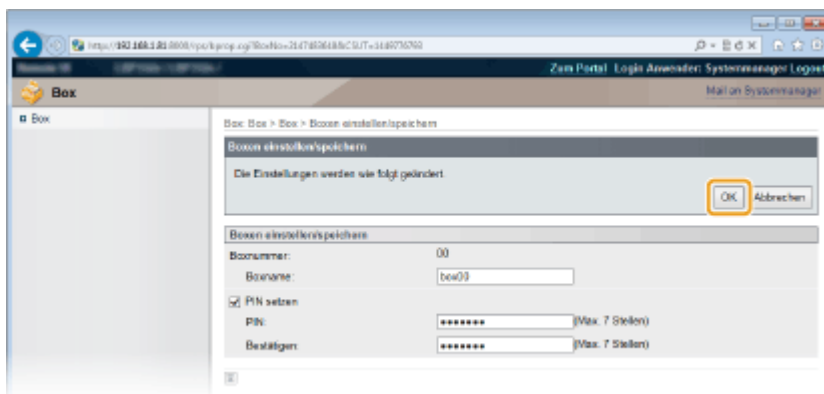 Zum Portal Login Anwender: Systemmanager Logout
Box
Mail an Systemmanager
Box
Box: Box > Box > Boxen einstellen/speichern
Boxen einstellen/speichern
Die Einstellungen werden wie folgt geändert.
OK Abbrechen
Boxen einstellen/speichern
Boxnummer: 00
Boxname: box00
PIN setzen
PIN: ●●●●●●● (Max. 7 Stellen)
Bestätigen: ●●●●●●● (Max. 7 Stellen)